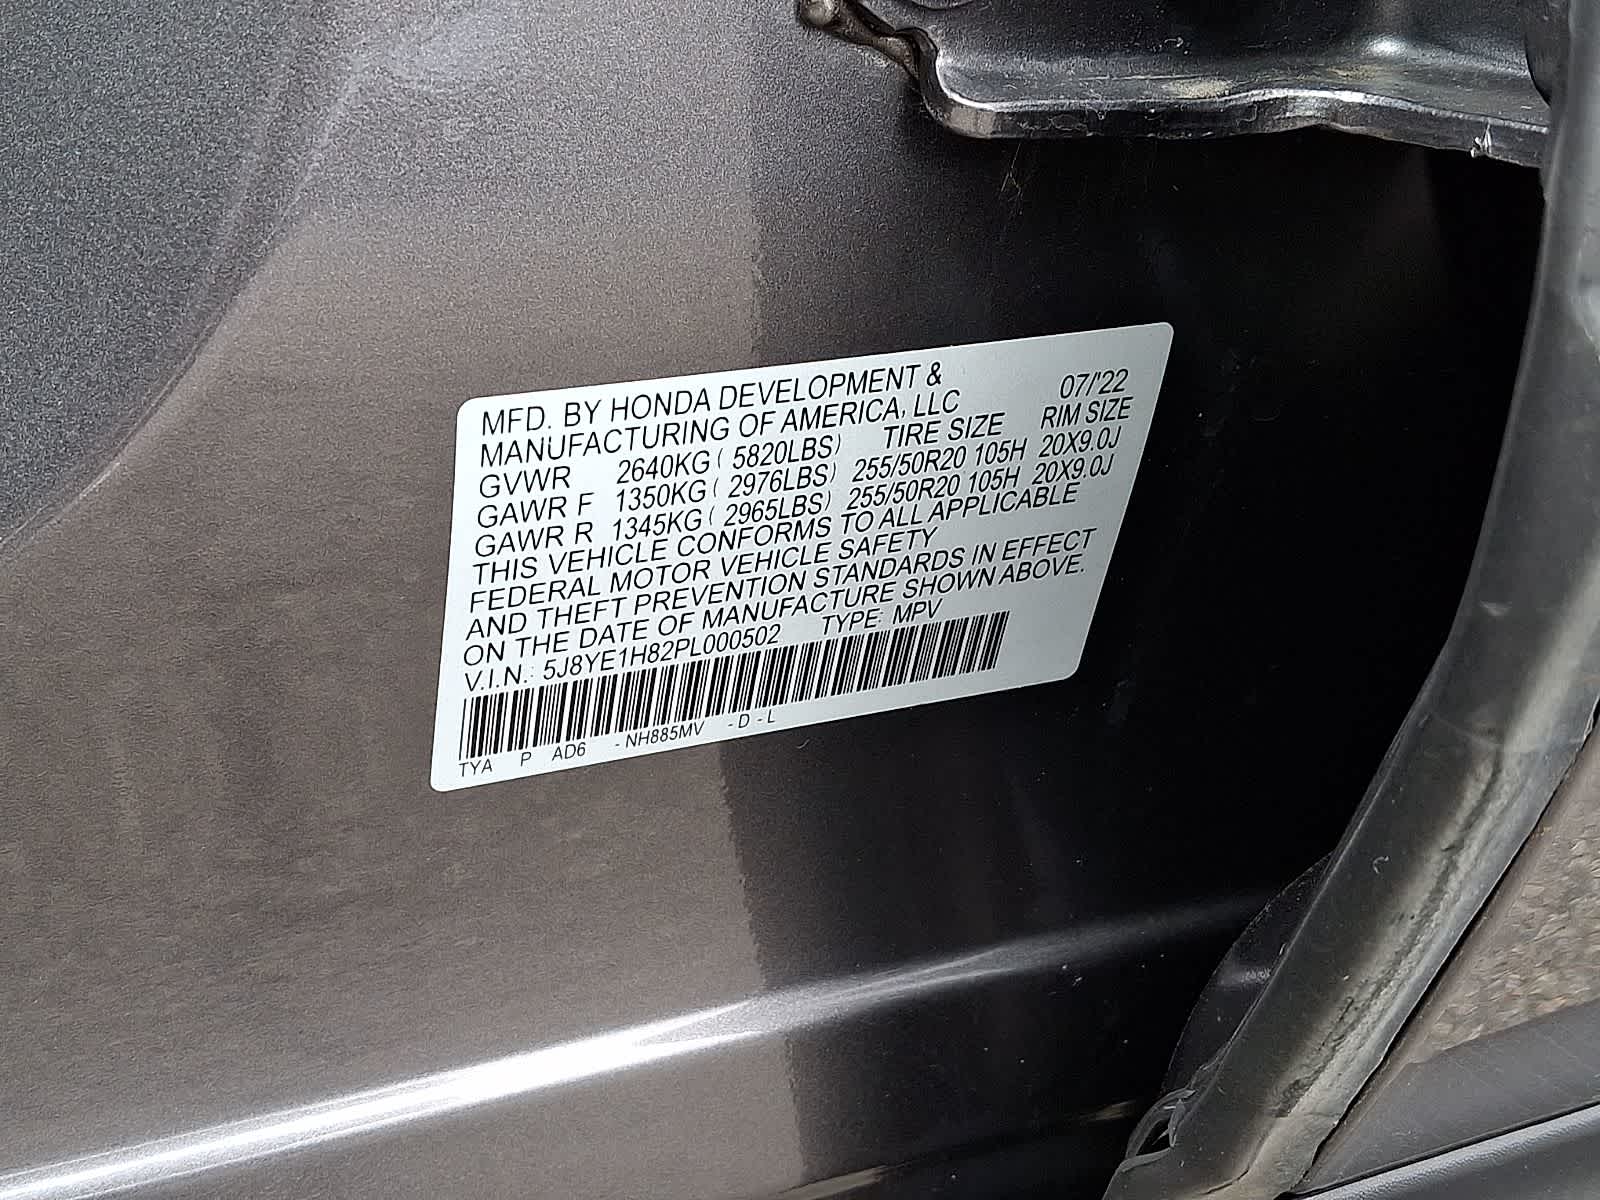 MFD. BY HONDA DEVELOPMENT & 07/'22
MANUFACTURING OF AMERICA, LLC RIM SIZE
GVWR 2640KG ( 5820LBS) TIRE SIZE
GAWR F 1350KG ( 2976LBS) 255/50R20 105H 20X9.0J
GAWR R 1345KG ( 2965LBS) 255/50R20 105H 20X9.0J
THIS VEHICLE CONFORMS TO ALL APPLICABLE
FEDERAL MOTOR VEHICLE SAFETY
AND THEFT PREVENTION STANDARDS IN EFFECT
ON THE DATE OF MANUFACTURE SHOWN ABOVE.
V.I.N.: 5J8YE1H82PL000502 TYPE: MPV
TYA P AD6 - NH885MV - D - L